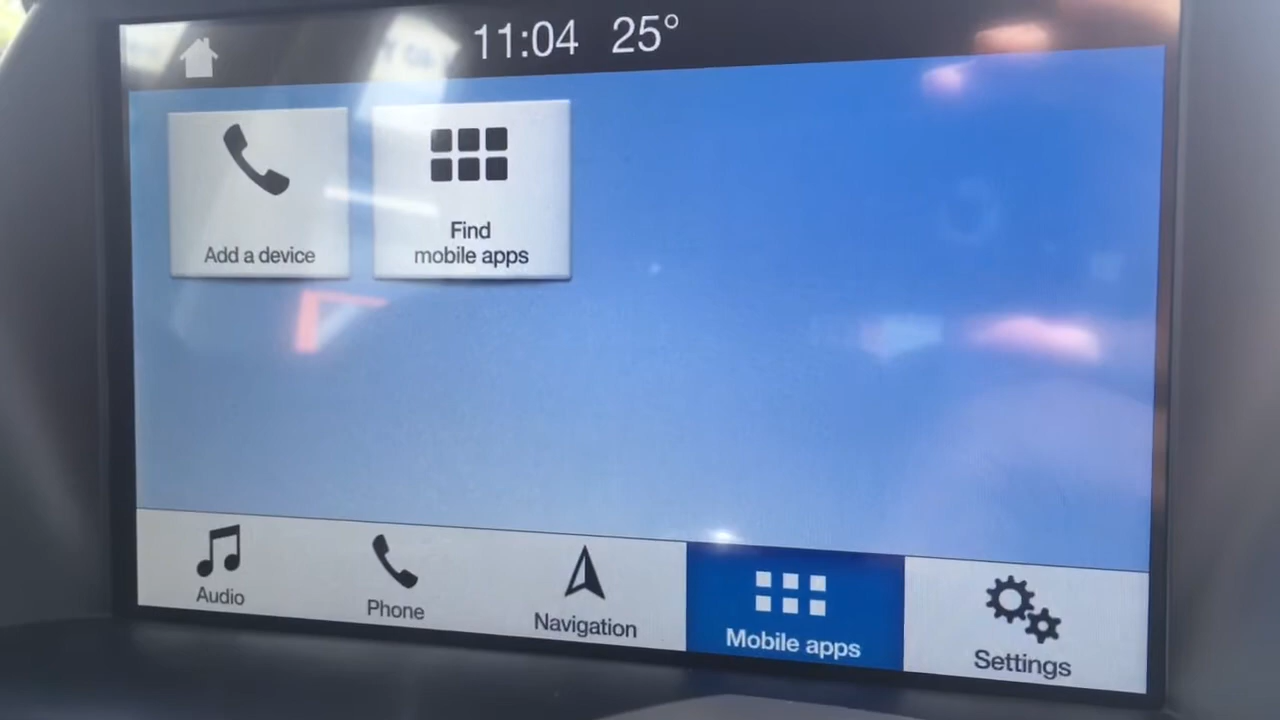 11:04 25°
Add a device
Find
mobile apps
Audio
Phone
Navigation
Mobile apps
Settings